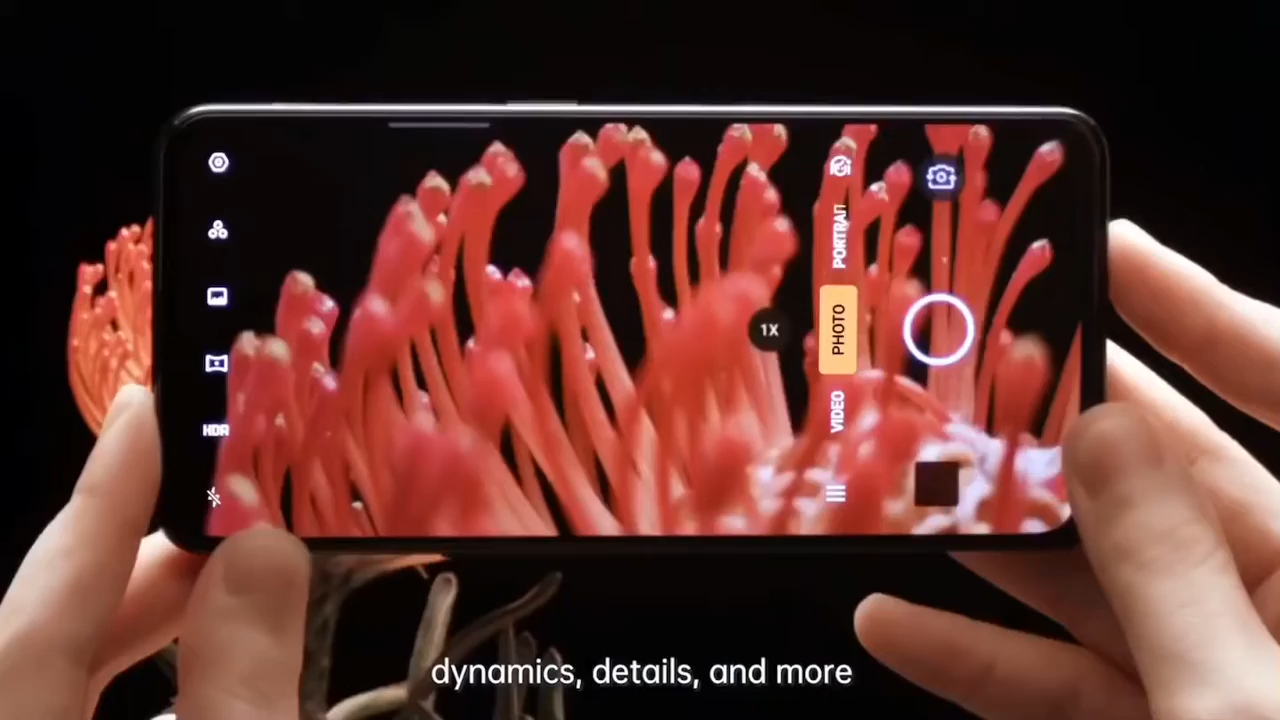 HDR
1X
PORTRAIT
PHOTO
VIDEO
dynamics, details, and more